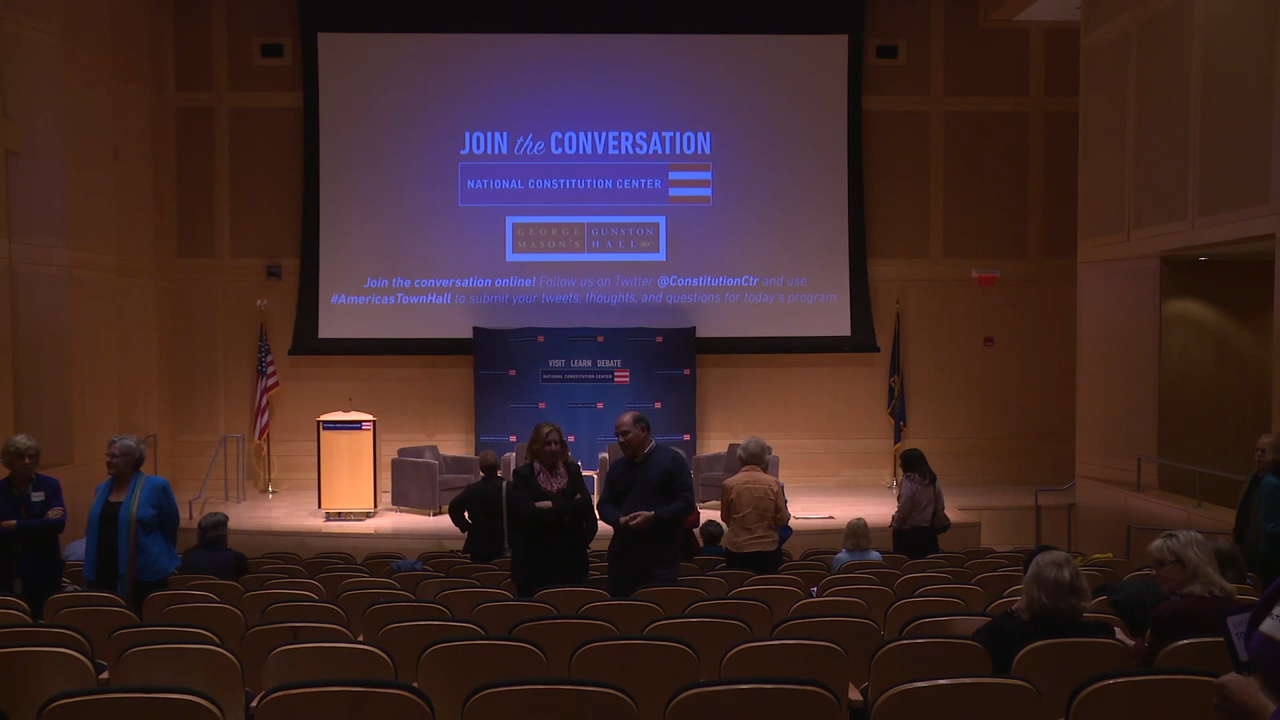 JOIN the CONVERSATION
NATIONAL CONSTITUTION CENTER
GEORGE GUNSTON
MASON'S HALL
Join the conversation online! Follow us on Twitter @ConstitutionCtr and use
#AmericasTownHall to submit your tweets, thoughts, and questions for today's program.
VISIT LEARN DEBATE
NATIONAL CONSTITUTION CENTER